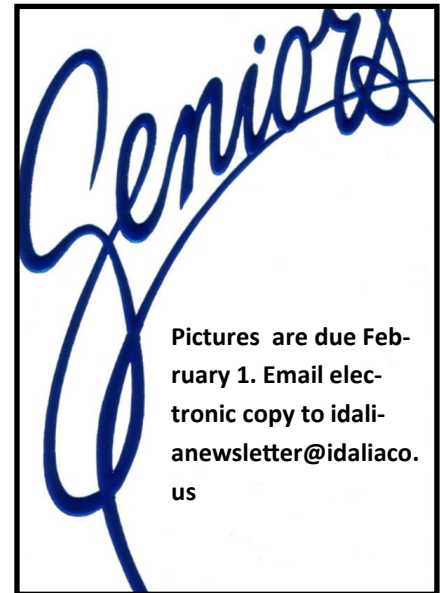 Seniors
Pictures  are due Feb-
ruary 1. Email elec-
tronic copy to idali-
anewsletter@idaliaco.
us